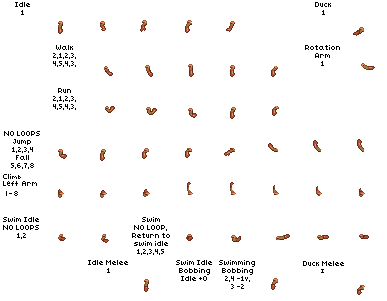 Idle
1
Duck
1
Walk
2,1,2,3,
4,5,4,3,
Rotation
Arm
1
Run
2,1,2,3,
4,5,4,3,
NO LOOPS
Jump
1,2,3,4
Fall
5,6,7,8
Climb
Left Arm
1-8
Swim Idle
NO LOOPS
1,2
Swim
NO LOOP,
Return to
swim idle
1,2,3,4,5
Swim Idle
Bobbing
Idle +0
Swimming
Bobbing
2,4 -1v,
3 -2
Idle Melee
1
Duck Melee
I